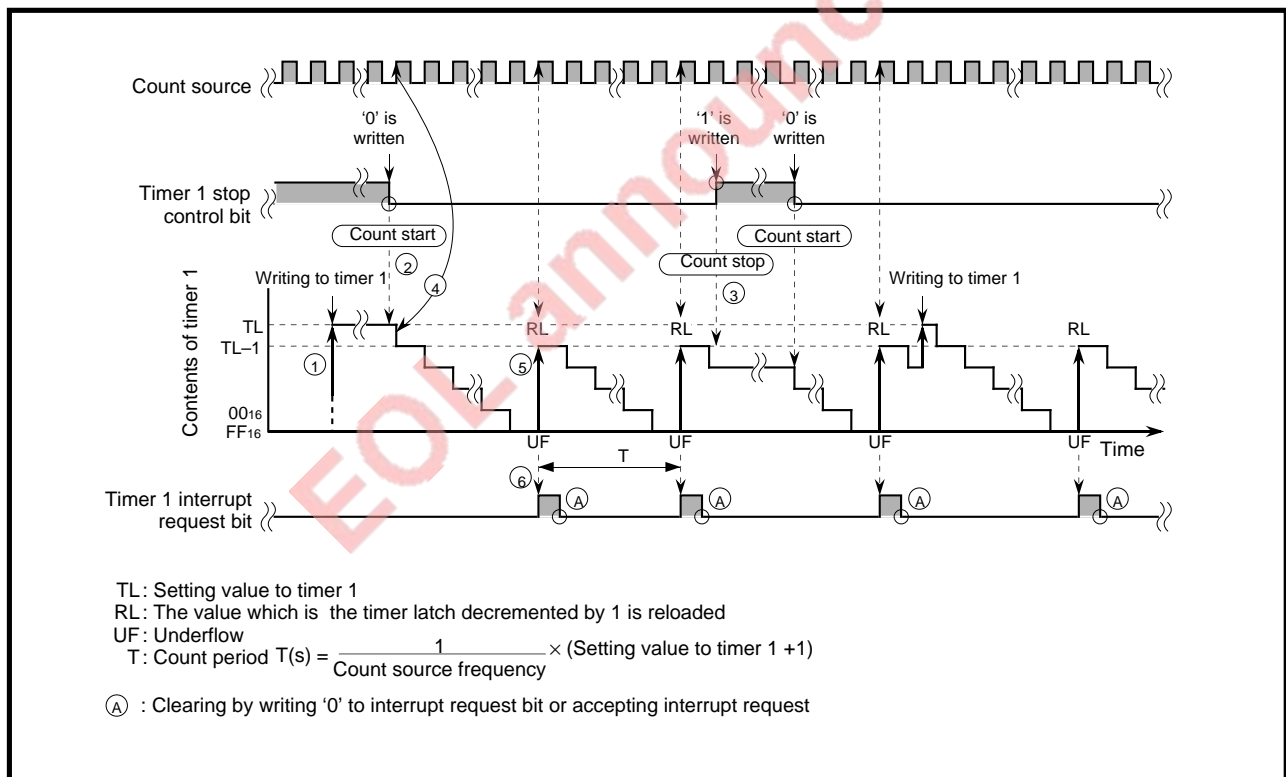 EOL announc
Count source
'0' is
written
'1' is
written
'0' is
written
Timer 1 stop
control bit
Count start
Count start
2
Count stop
3
4
Writing to timer 1
Writing to timer 1
Contents of timer 1
TL
TL–1
RL
RL
RL
RL
1
5
0016
FF16
UF
UF
UF
UF
Time
T
6
Timer 1 interrupt
request bit
A
A
A
A
TL : Setting value to timer 1
RL : The value which is the timer latch decremented by 1 is reloaded
UF : Underflow
T : Count period T(s) = 1 / Count source frequency × (Setting value to timer 1 +1)
A : Clearing by writing '0' to interrupt request bit or accepting interrupt request